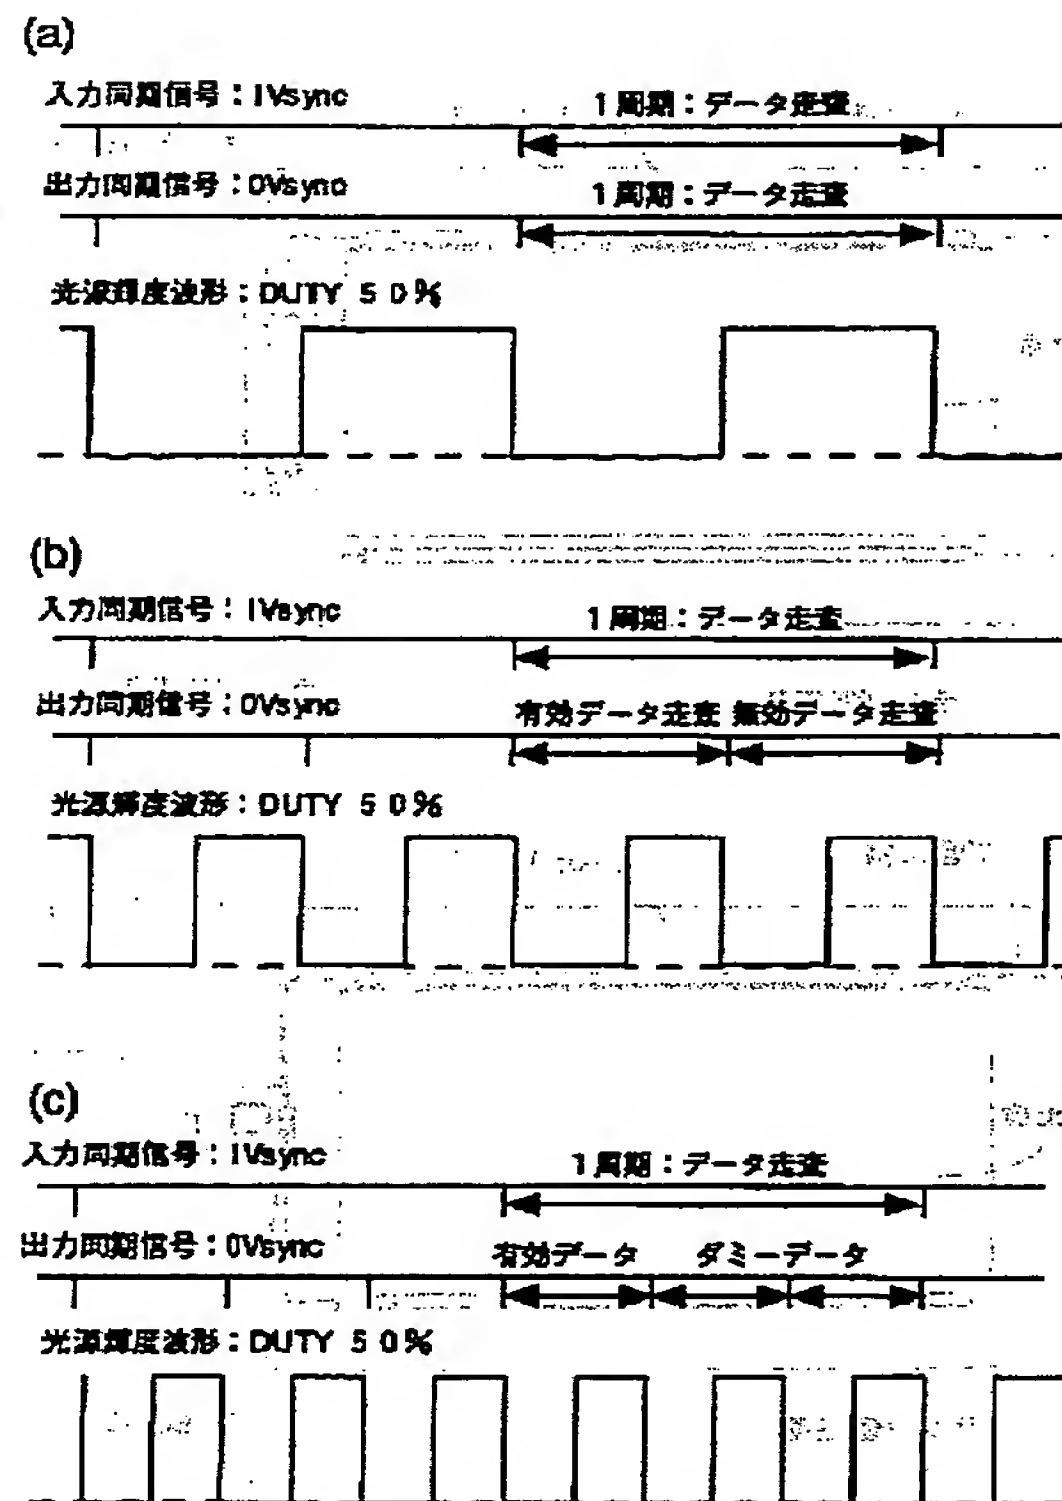 (a)
入力同期信号：IVsync
1周期：データ走査
出力同期信号：OVsync
1周期：データ走査
光源輝度波形：DUTY 50%
(b)
入力同期信号：IVsync
1周期：データ走査
出力同期信号：OVsync
有効データ走査 無効データ走査
光源輝度波形：DUTY 50%
(c)
入力同期信号：IVsync
1周期：データ走査
出力同期信号：OVsync
有効データ ダミーデータ
光源輝度波形：DUTY 50%